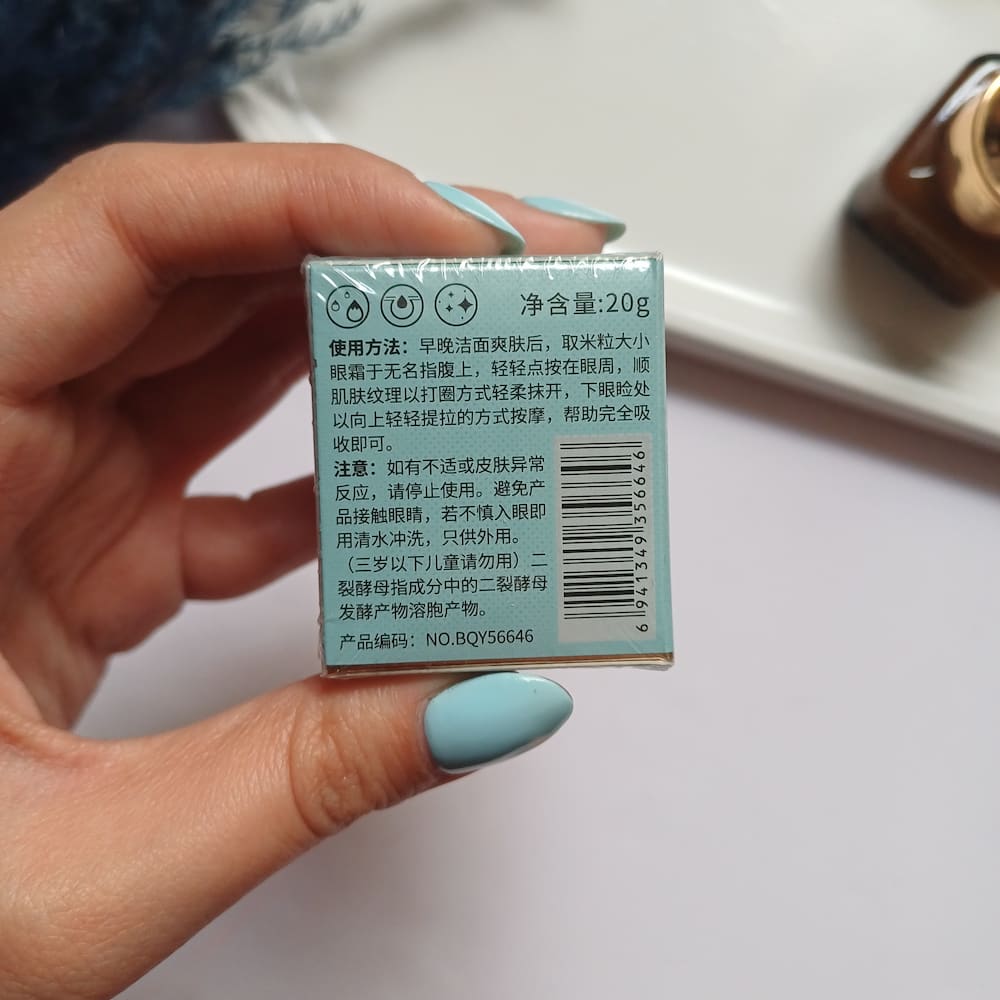 净含量:20g
使用方法：早晚洁面爽肤后，取米粒大小
眼霜于无名指腹上，轻轻点按在眼周，顺
肌肤纹理以打圈方式轻柔抹开，下眼睑处
以向上轻轻提拉的方式按摩，帮助完全吸
收即可。
注意：如有不适或皮肤异常
反应，请停止使用。避免产
品接触眼睛，若不慎入眼即
用清水冲洗，只供外用。
（三岁以下儿童请勿用）二
裂酵母指成分中的二裂酵母
发酵产物溶胞产物。
产品编码：NO.BQY56646
6941349356646